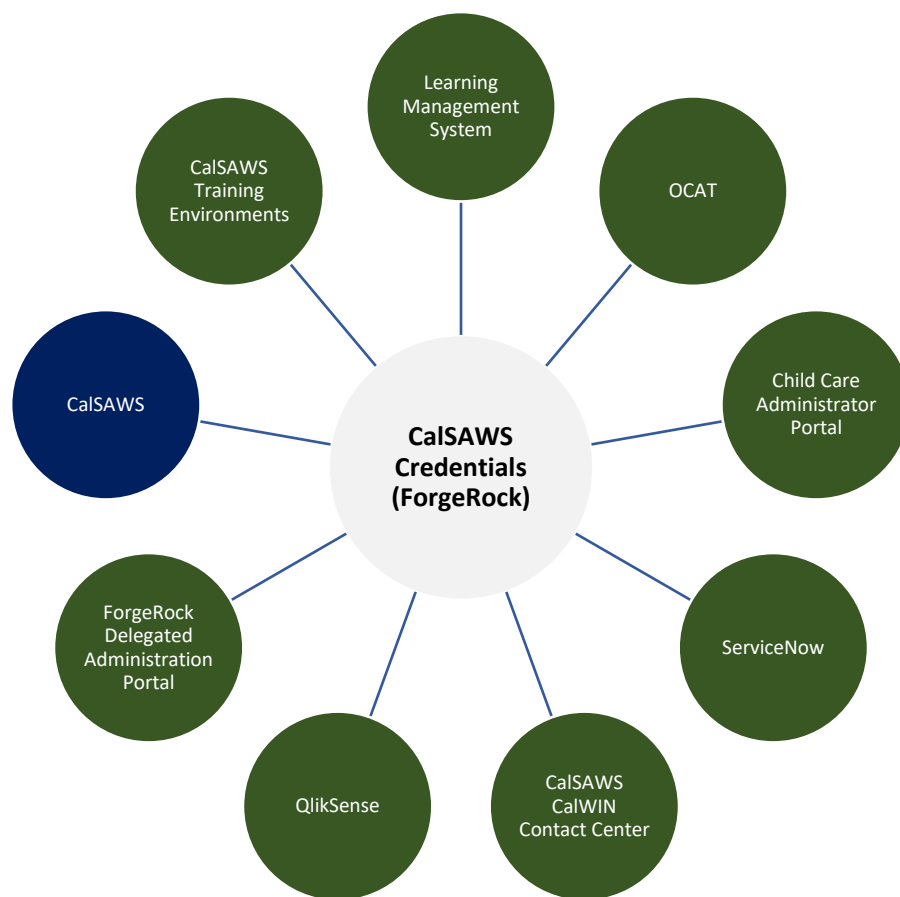 Learning
Management
System
OCAT
Child Care
Administrator
Portal
ServiceNow
CalSAWS
CalWIN
Contact Center
QlikSense
ForgeRock
Delegated
Administration
Portal
CalSAWS
CalSAWS
Training
Environments
CalSAWS
Credentials
(ForgeRock)